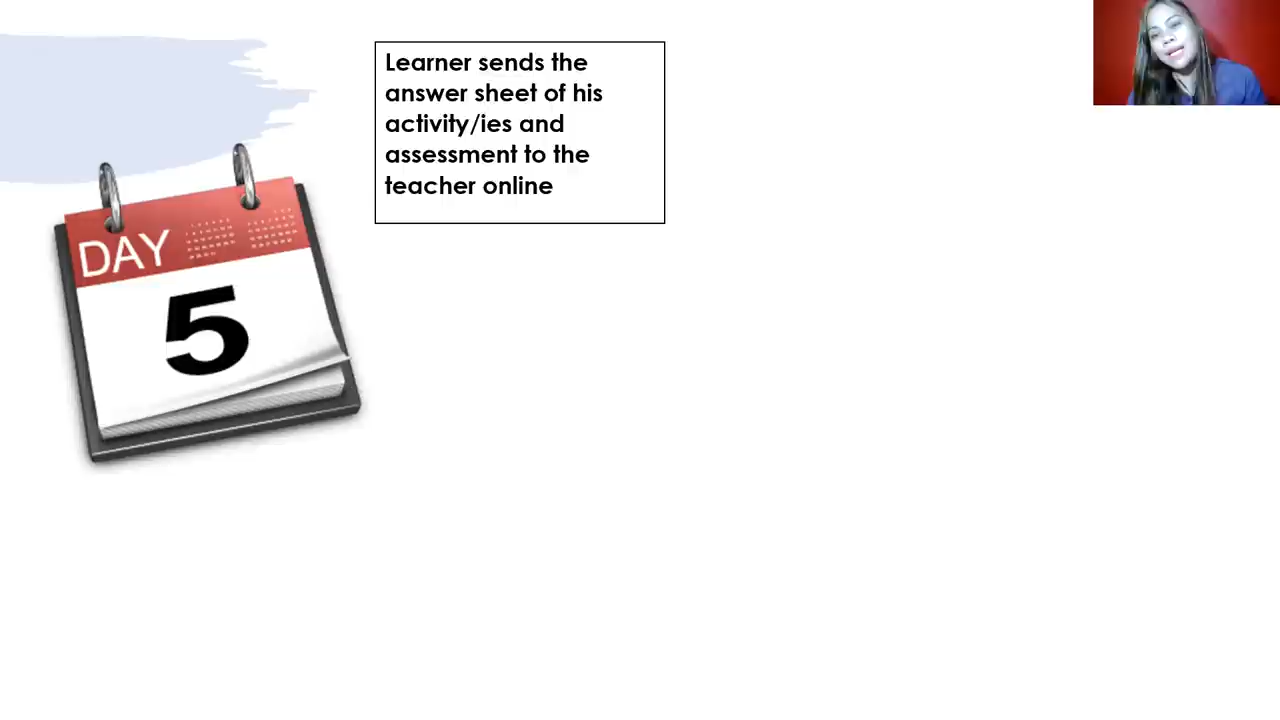 Learner sends the
answer sheet of his
activity/ies and
assessment to the
teacher online
DAY
5